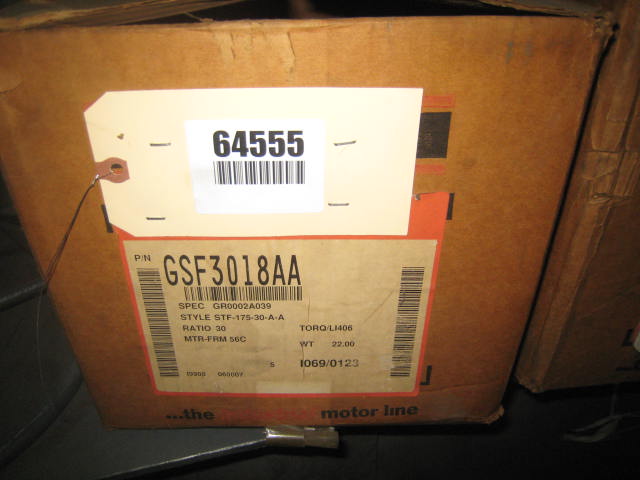 64555
P/N GSF3018AA
SPEC GR0002A039
STYLE STF-175-30-A-A
RATIO 30 TORQ/LI406
MTR-FRM 56C WT 22.00
5 I069/0123
...the motor line